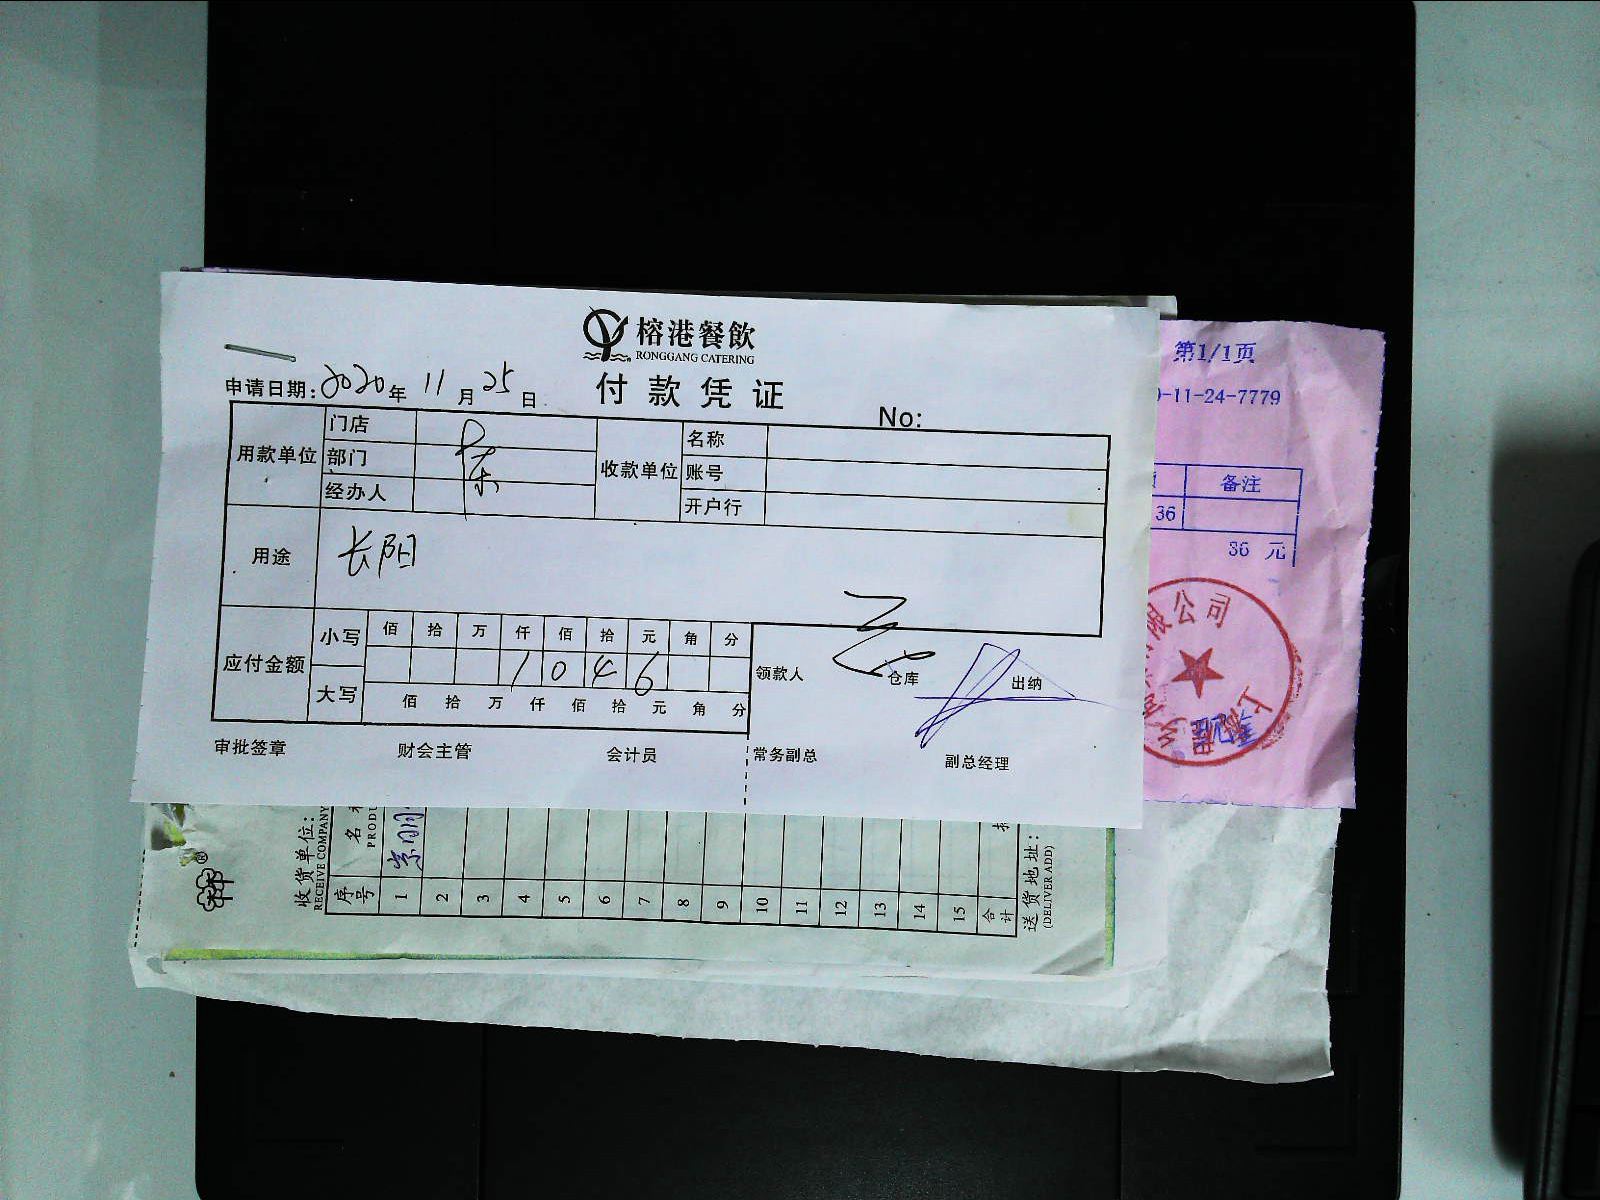 榕港餐飲
RONGGANG CATERING
付款凭证
申请日期:2020年11月25日
No:
用款单位
门店
部门
经办人
收款单位
名称
账号
开户行
用途
长阳
应付金额
小写
佰 拾 万 仟 佰 拾 元 角 分
1 0 4 6
大写
佰 拾 万 仟 佰 拾 元 角 分
领款人
仓库
出纳
审批签章
财会主管
会计员
常务副总
副总经理
第1/1页
-11-24-7779
备注
36
36 元
限公司
收货单位:
RECEIVE COMPANY
PRODU
序号
1 2 3 4 5 6 7 8 9 10 11 12 13 14 15 合计
送货地址:
(DELIVER ADD)